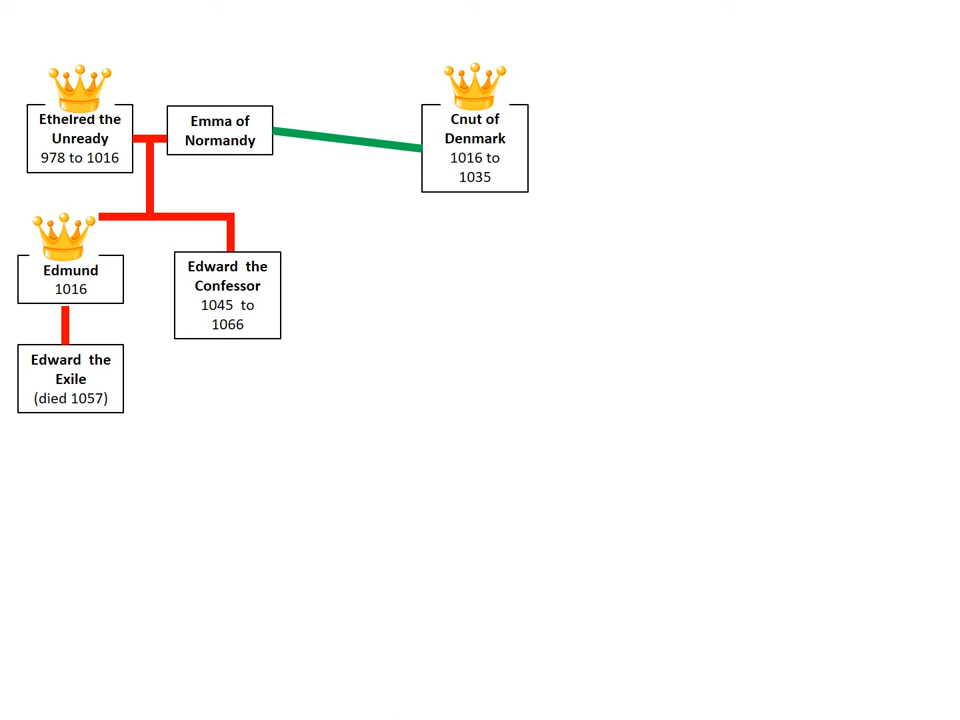 Ethelred the
Unready
978 to 1016
Emma of
Normandy
Cnut of
Denmark
1016 to
1035
Edmund
1016
Edward the
Confessor
1045 to
1066
Edward the
Exile
(died 1057)